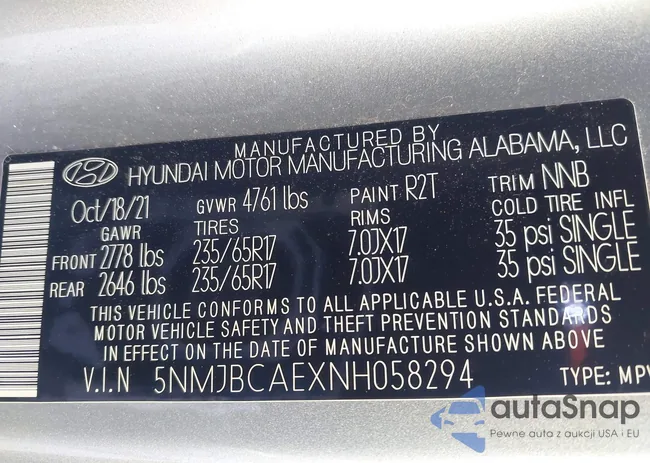 MANUFACTURED BY
HYUNDAI MOTOR MANUFACTURING ALABAMA, LLC
Oct/18/21 GVWR 4761 lbs PAINT R2T TRIM NNB
GAWR TIRES RIMS COLD TIRE INFL
FRONT 2778 lbs 235/65R17 7.0JX17 35 psi SINGLE
REAR 2646 lbs 235/65R17 7.0JX17 35 psi SINGLE
THIS VEHICLE CONFORMS TO ALL APPLICABLE U.S.A. FEDERAL
MOTOR VEHICLE SAFETY AND THEFT PREVENTION STANDARDS
IN EFFECT ON THE DATE OF MANUFACTURE SHOWN ABOVE
V.I.N 5NMJBCAEXNH058294 TYPE: MPV
autaSnap
Pewne auta z aukcji USA i EU